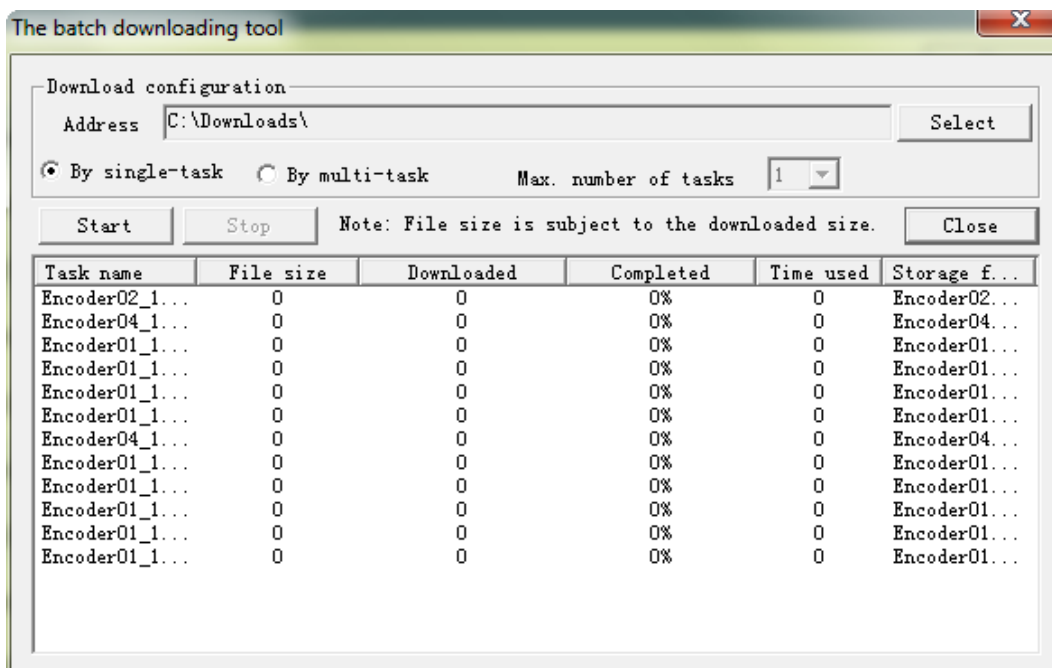 The batch downloading tool
Download configuration
Address C:\Downloads\ Select
By single-task By multi-task Max. number of tasks 1
Start Stop Note: File size is subject to the downloaded size. Close
Task name File size Downloaded Completed Time used Storage f...
Encoder02_1... 0 0 0% 0 Encoder02...
Encoder04_1... 0 0 0% 0 Encoder04...
Encoder01_1... 0 0 0% 0 Encoder01...
Encoder01_1... 0 0 0% 0 Encoder01...
Encoder01_1... 0 0 0% 0 Encoder01...
Encoder01_1... 0 0 0% 0 Encoder01...
Encoder04_1... 0 0 0% 0 Encoder04...
Encoder01_1... 0 0 0% 0 Encoder01...
Encoder01_1... 0 0 0% 0 Encoder01...
Encoder01_1... 0 0 0% 0 Encoder01...
Encoder01_1... 0 0 0% 0 Encoder01...
Encoder01_1... 0 0 0% 0 Encoder01...